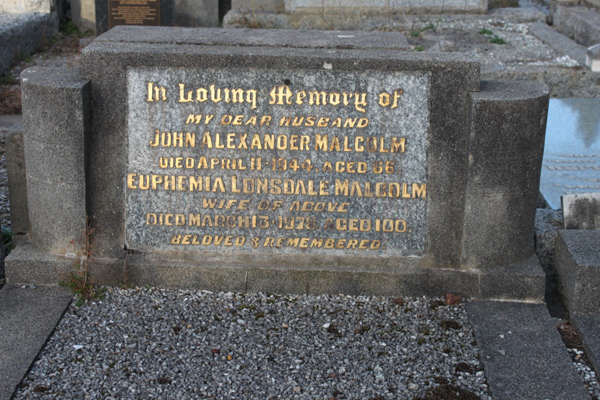 In Loving Memory of
MY DEAR HUSBAND
JOHN ALEXANDER MALCOLM
DIED APRIL 11 1944. AGED 66
EUPHEMIA LONSDALE MALCOLM
WIFE OF ABOVE
DIED MARCH 13 1978 AGED 100.
BELOVED & REMEMBERED